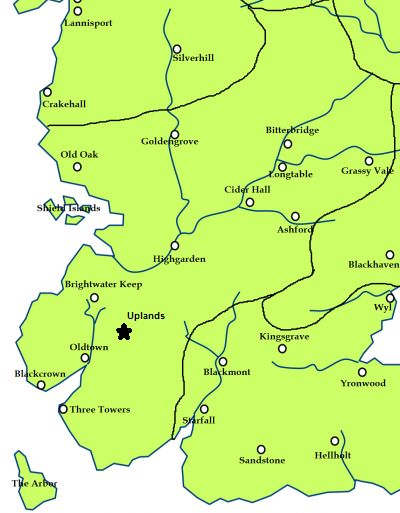 Lannisport
Silverhill
Crakehall
Goldengrove
Bitterbridge
Old Oak
Grassy Vale
Longtable
Cider Hall
Shield Islands
Ashford
Highgarden
Blackhaven
Brightwater Keep
Wyl
Uplands
Kingsgrave
Oldtown
Blackmont
Blackcrown
Yronwood
Three Towers
Starfall
Hellholt
Sandstone
The Arbor